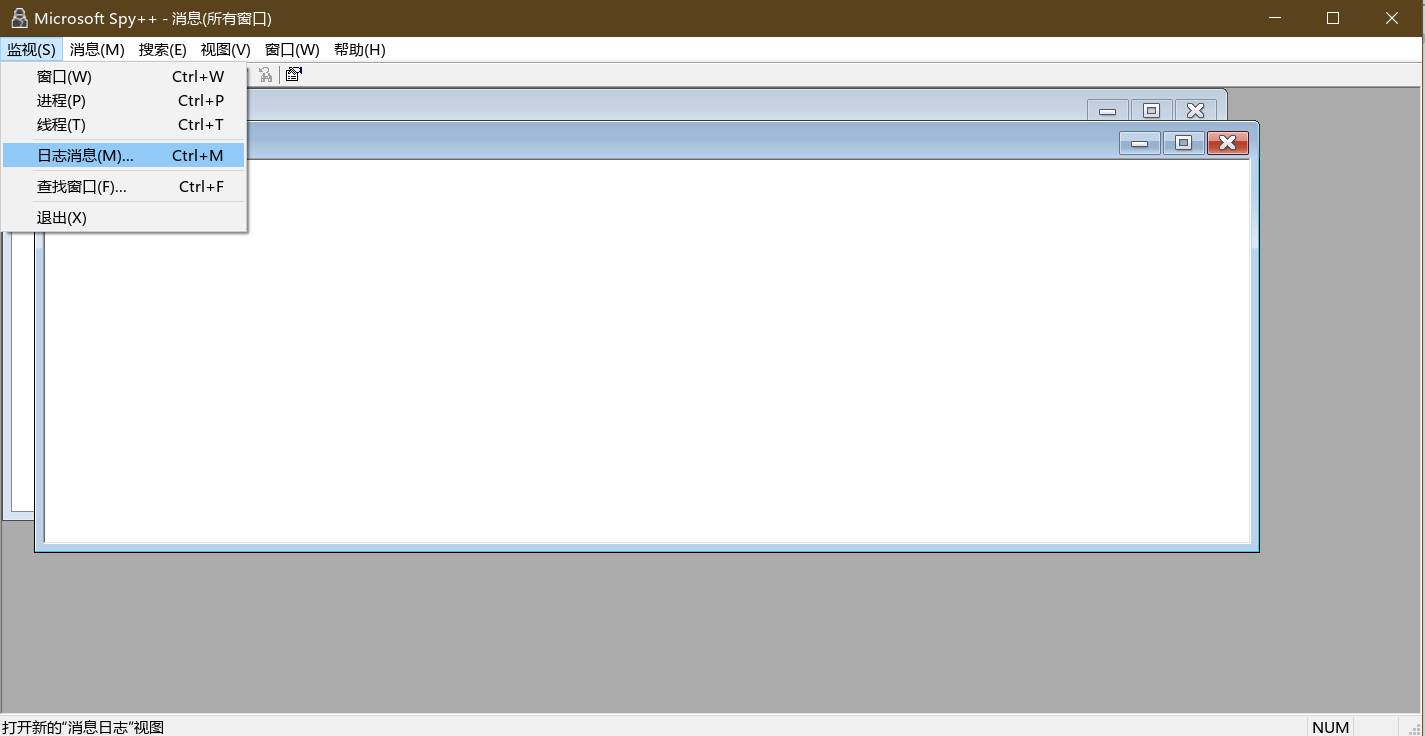 Microsoft Spy++ - 消息(所有窗口)
监视(S) 消息(M) 搜索(E) 视图(V) 窗口(W) 帮助(H)
窗口(W) Ctrl+W
进程(P) Ctrl+P
线程(T) Ctrl+T
日志消息(M)... Ctrl+M
查找窗口(F)... Ctrl+F
退出(X)
打开新的“消息日志”视图 NUM